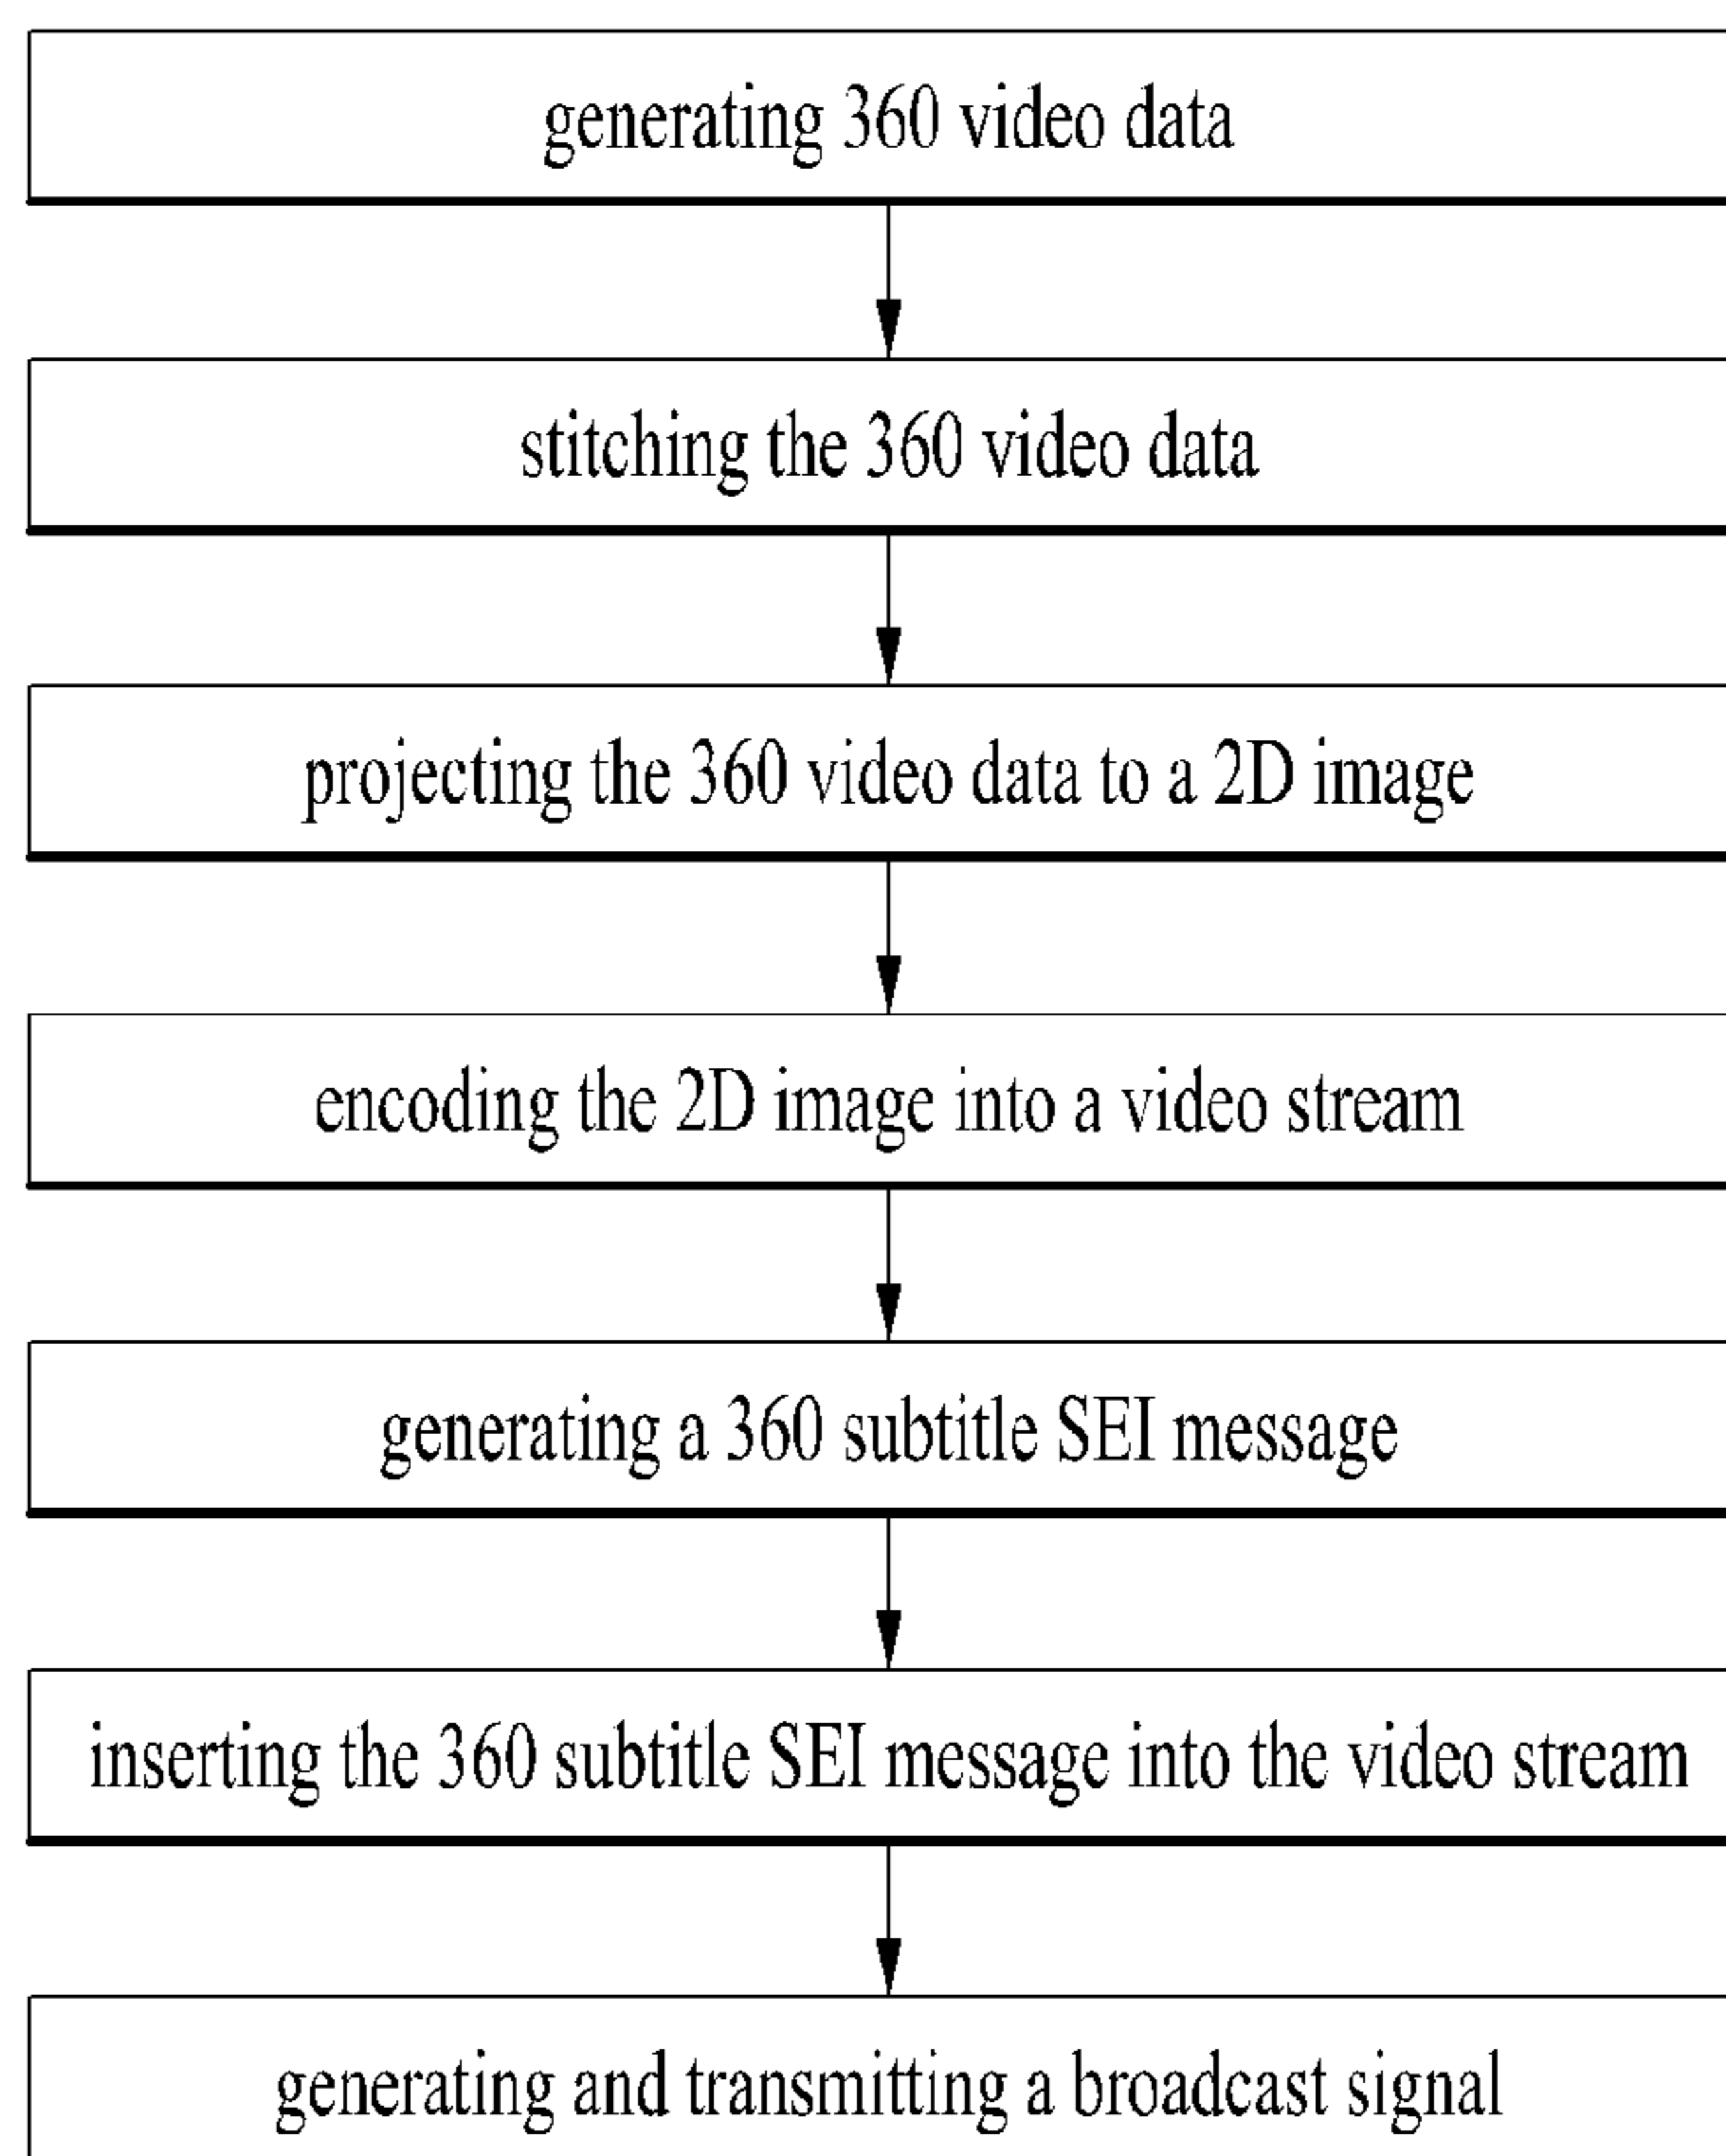 generating 360 video data
stitching the 360 video data
projecting the 360 video data to a 2D image
encoding the 2D image into a video stream
generating a 360 subtitle SEI message
inserting the 360 subtitle SEI message into the video stream
generating and transmitting a broadcast signal